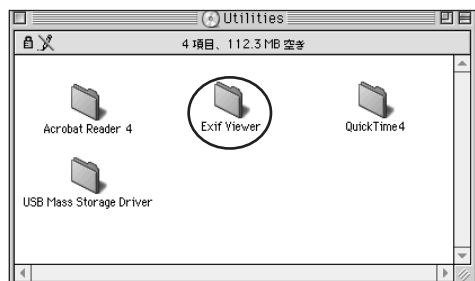 Utilities
4 項目、112.3 MB 空き
Acrobat Reader 4
Exif Viewer
QuickTime4
USB Mass Storage Driver